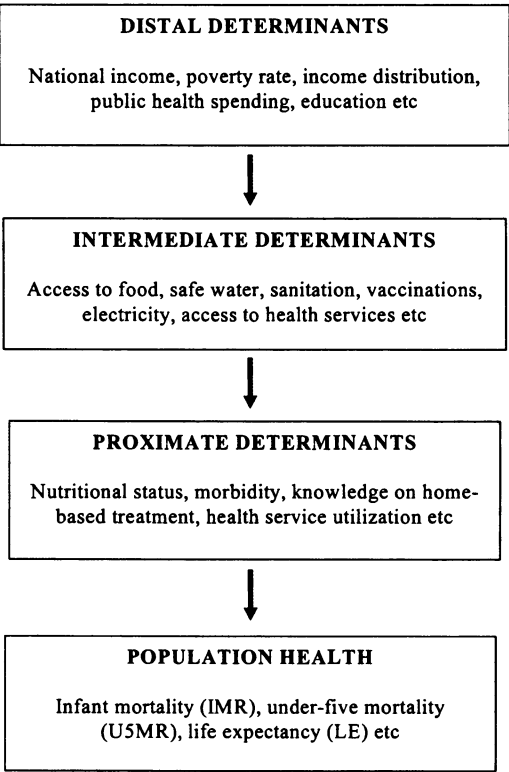 DISTAL DETERMINANTS
National income, poverty rate, income distribution,
public health spending, education etc
INTERMEDIATE DETERMINANTS
Access to food, safe water, sanitation, vaccinations,
electricity, access to health services etc
PROXIMATE DETERMINANTS
Nutritional status, morbidity, knowledge on home-
based treatment, health service utilization etc
POPULATION HEALTH
Infant mortality (IMR), under-five mortality
(U5MR), life expectancy (LE) etc